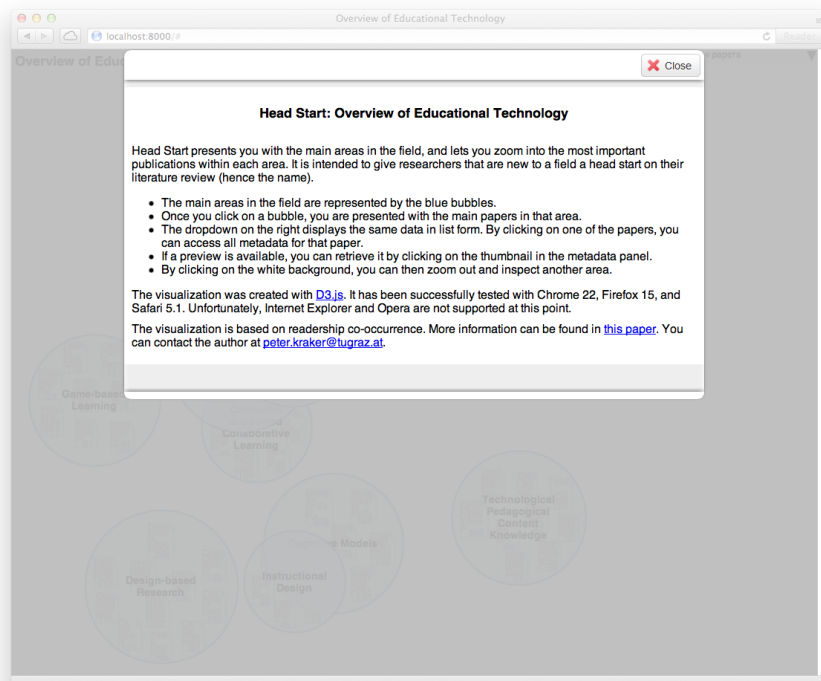 Overview of Educational Technology
localhost:8000/#
Reader
Overview of Educ
papers
Close
Head Start: Overview of Educational Technology
Head Start presents you with the main areas in the field, and lets you zoom into the most important
publications within each area. It is intended to give researchers that are new to a field a head start on their
literature review (hence the name).
• The main areas in the field are represented by the blue bubbles.
• Once you click on a bubble, you are presented with the main papers in that area.
• The dropdown on the right displays the same data in list form. By clicking on one of the papers, you
can access all metadata for that paper.
• If a preview is available, you can retrieve it by clicking on the thumbnail in the metadata panel.
• By clicking on the white background, you can then zoom out and inspect another area.
The visualization was created with D3.js. It has been successfully tested with Chrome 22, Firefox 15, and
Safari 5.1. Unfortunately, Internet Explorer and Opera are not supported at this point.
The visualization is based on readership co-occurrence. More information can be found in this paper. You
can contact the author at peter.kraker@tugraz.at.
Game-based
Learning
Collaborative
Learning
Technological
Pedagogical
Content
Knowledge
e Models
Instructional
Design
Design-based
Research